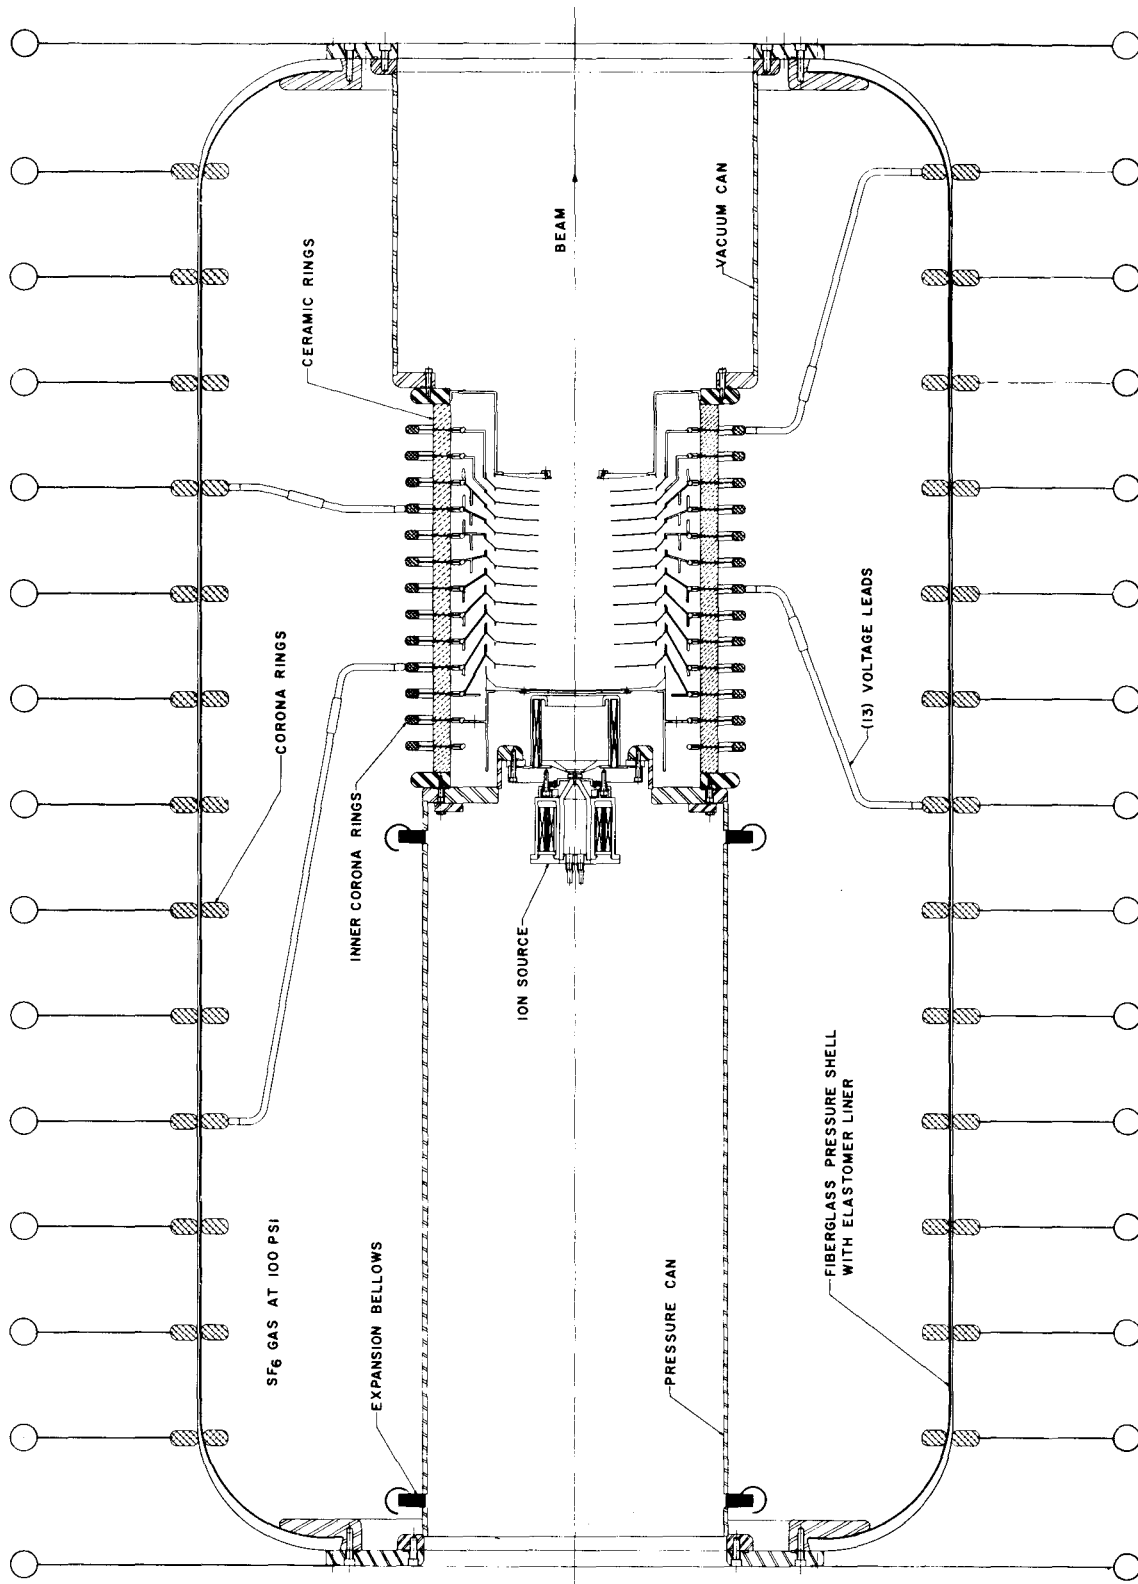 BEAM
VACUUM CAN
CERAMIC RINGS
(13) VOLTAGE LEADS
CORONA RINGS
INNER CORONA RINGS
ION SOURCE
FIBERGLASS PRESSURE SHELL
WITH ELASTOMER LINER
SF6 GAS AT 100 PSI
EXPANSION BELLOWS
PRESSURE CAN